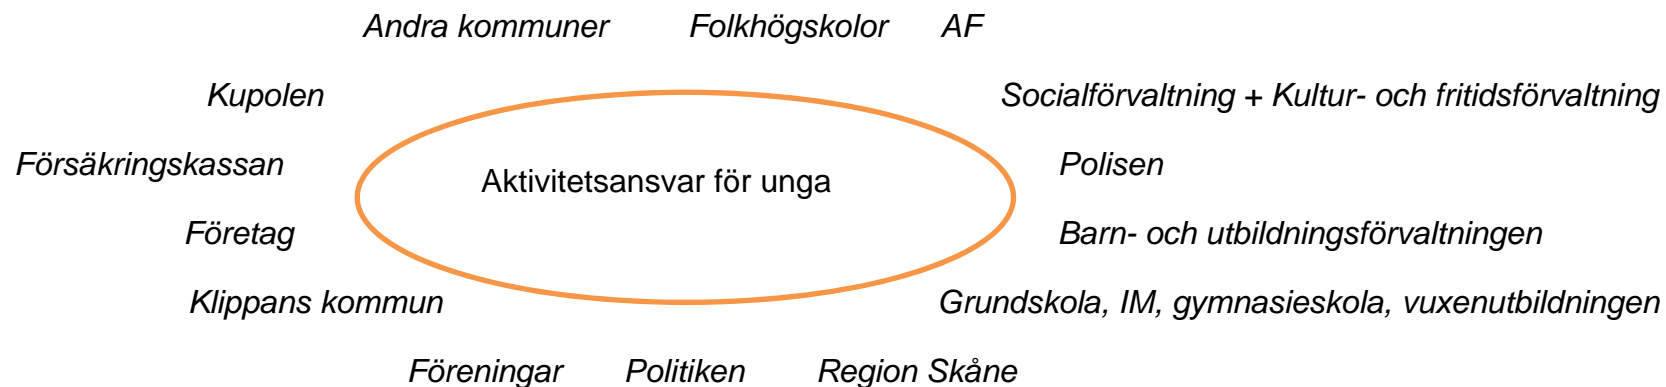 Andra kommuner Folkhögskolor AF
Kupolen Socialförvaltning + Kultur- och fritidsförvaltning
Försäkringskassan Aktivitetsansvar för unga Polisen
Företag Barn- och utbildningsförvaltningen
Klippans kommun Grundskola, IM, gymnasieskola, vuxenutbildningen
Föreningar Politiken Region Skåne